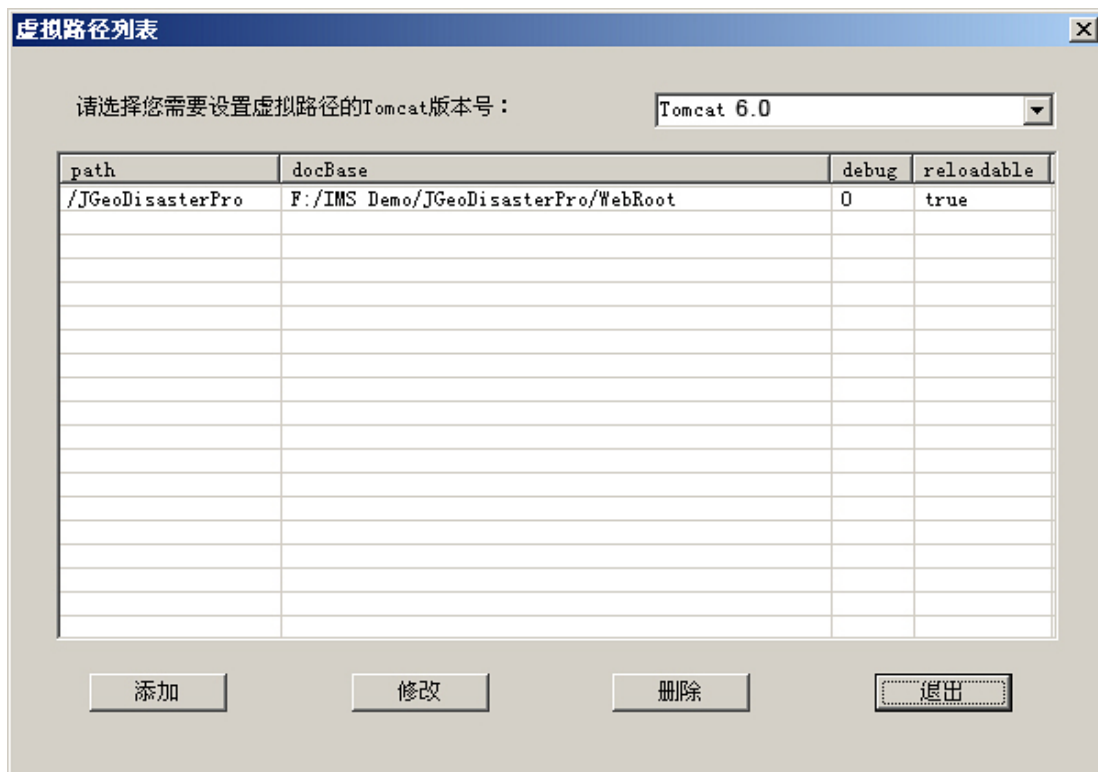 虚拟路径列表
请选择您需要设置虚拟路径的Tomcat版本号： Tomcat 6.0
path docBase debug reloadable
/JGeoDisasterPro F:/IMS Demo/JGeoDisasterPro/WebRoot 0 true
添加 修改 删除 退出